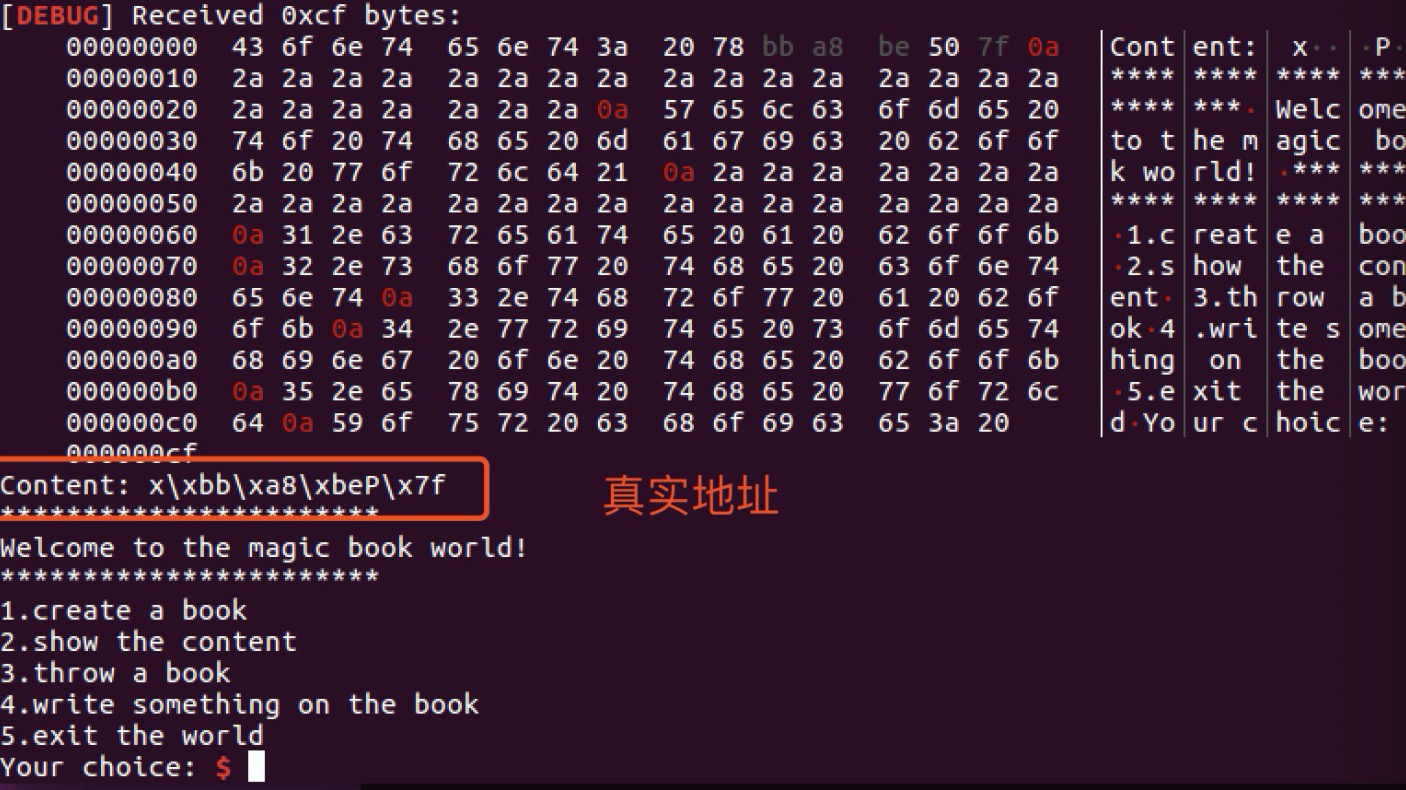 [DEBUG] Received 0xcf bytes:
00000000 43 6f 6e 74 65 6e 74 3a 20 78 bb a8 be 50 7f 0a │Cont│ent:│ x··│·P·
00000010 2a 2a 2a 2a 2a 2a 2a 2a 2a 2a 2a 2a 2a 2a 2a 2a │****│****│****│***
00000020 2a 2a 2a 2a 2a 2a 2a 0a 57 65 6c 63 6f 6d 65 20 │****│***·│Welc│ome
00000030 74 6f 20 74 68 65 20 6d 61 67 69 63 20 62 6f 6f │to t│he m│agic│ bo
00000040 6b 20 77 6f 72 6c 64 21 0a 2a 2a 2a 2a 2a 2a 2a │k wo│rld!│·***│***
00000050 2a 2a 2a 2a 2a 2a 2a 2a 2a 2a 2a 2a 2a 2a 2a 2a │****│****│****│***
00000060 0a 31 2e 63 72 65 61 74 65 20 61 20 62 6f 6f 6b │·1.c│reat│e a │boo
00000070 0a 32 2e 73 68 6f 77 20 74 68 65 20 63 6f 6e 74 │·2.s│how │the │con
00000080 65 6e 74 0a 33 2e 74 68 72 6f 77 20 61 20 62 6f │ent·│3.th│row │a b
00000090 6f 6b 0a 34 2e 77 72 69 74 65 20 73 6f 6d 65 74 │ok·4│.wri│te s│ome
000000a0 68 69 6e 67 20 6f 6e 20 74 68 65 20 62 6f 6f 6b │hing│ on │the │boo
000000b0 0a 35 2e 65 78 69 74 20 74 68 65 20 77 6f 72 6c │·5.e│xit │the │wor
000000c0 64 0a 59 6f 75 72 20 63 68 6f 69 63 65 3a 20 │d·Yo│ur c│hoic│e:
000000cf
Content: x\xbb\xa8\xbeP\x7f
真实地址
***********************
Welcome to the magic book world!
***********************
1.create a book
2.show the content
3.throw a book
4.write something on the book
5.exit the world
Your choice: $